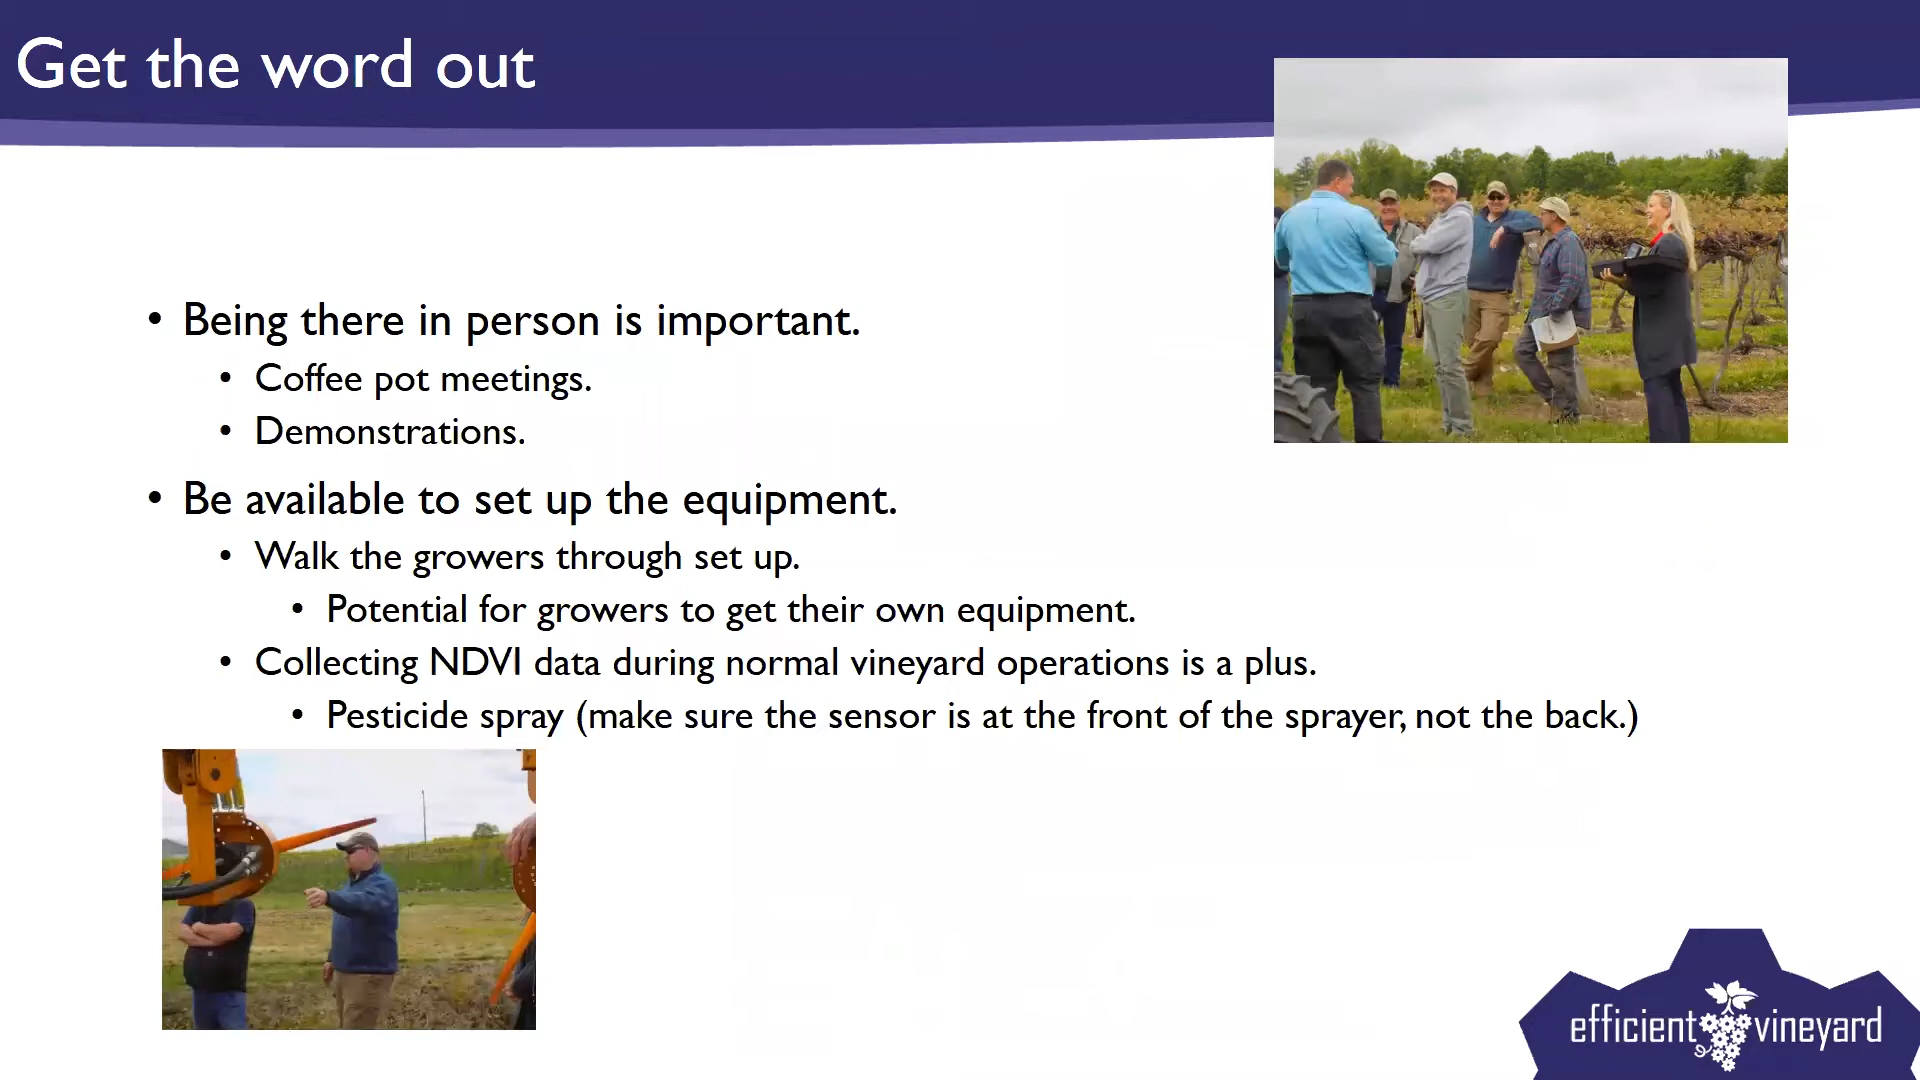 Get the word out
• Being there in person is important.
• Coffee pot meetings.
• Demonstrations.
• Be available to set up the equipment.
• Walk the growers through set up.
• Potential for growers to get their own equipment.
• Collecting NDVI data during normal vineyard operations is a plus.
• Pesticide spray (make sure the sensor is at the front of the sprayer, not the back.)
efficient vineyard